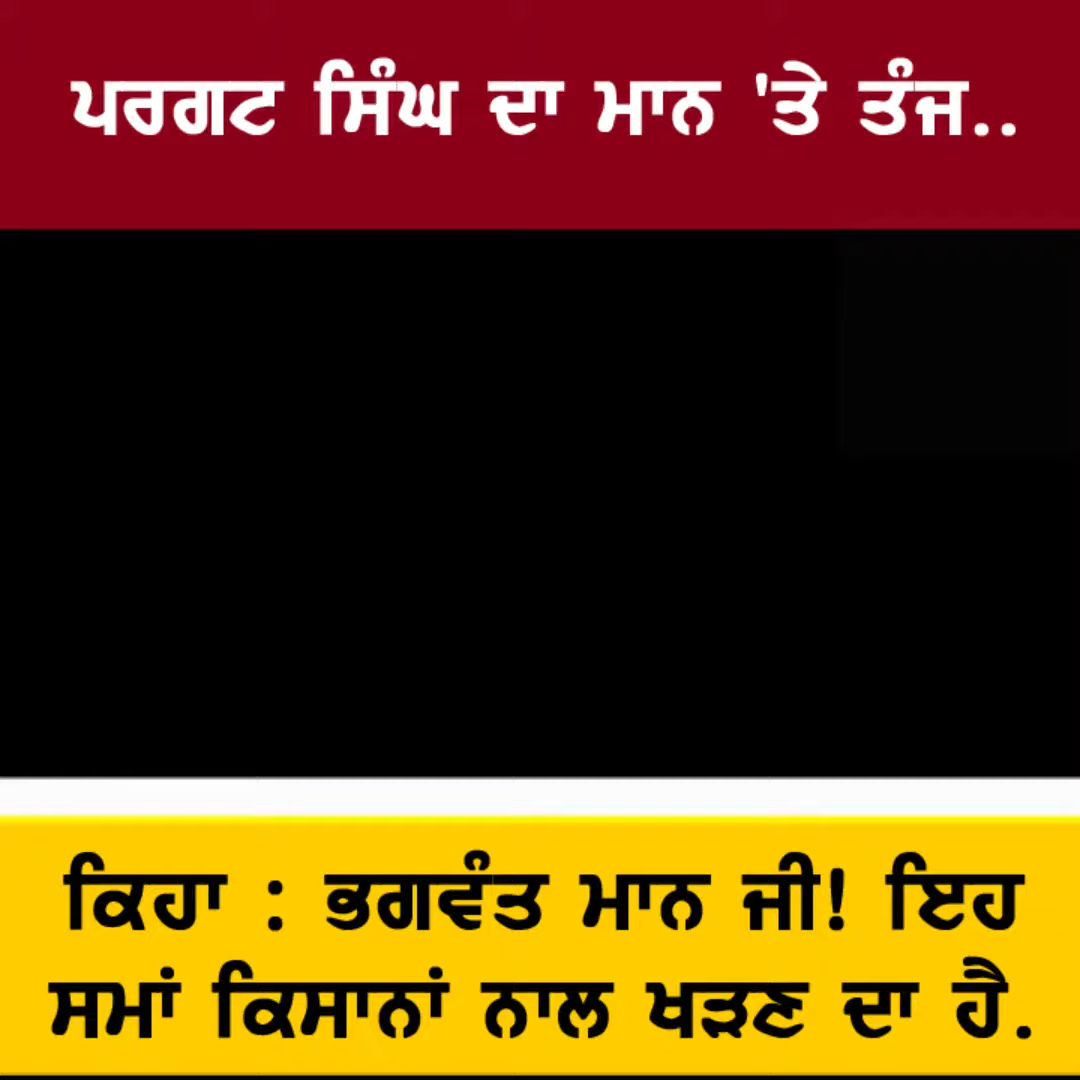 ਪਰਗਟ ਸਿੰਘ ਦਾ ਮਾਨ 'ਤੇ ਤੰਜ..
ਕਿਹਾ : ਭਗਵੰਤ ਮਾਨ ਜੀ! ਇਹ
ਸਮਾਂ ਕਿਸਾਨਾਂ ਨਾਲ ਖੜਣ ਦਾ ਹੈ.